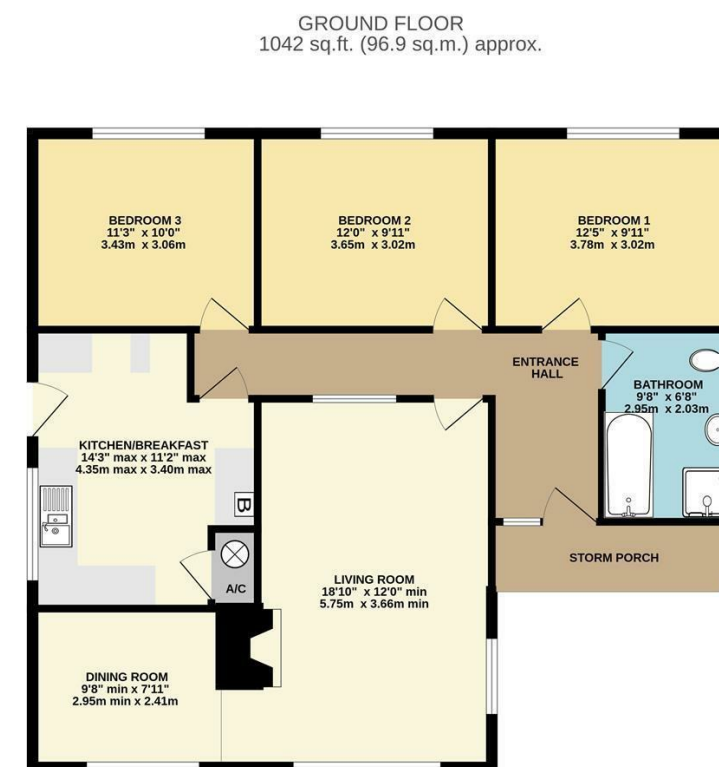 GROUND FLOOR
1042 sq.ft. (96.9 sq.m.) approx.
BEDROOM 3
11'3" x 10'0"
3.43m x 3.06m
BEDROOM 2
12'0" x 9'11"
3.65m x 3.02m
BEDROOM 1
12'5" x 9'11"
3.78m x 3.02m
ENTRANCE
HALL
BATHROOM
9'8" x 6'8"
2.95m x 2.03m
KITCHEN/BREAKFAST
14'3" max x 11'2" max
4.35m max x 3.40m max
B
STORM PORCH
A/C
LIVING ROOM
18'10" x 12'0" min
5.75m x 3.66m min
DINING ROOM
9'8" min x 7'11"
2.95m min x 2.41m